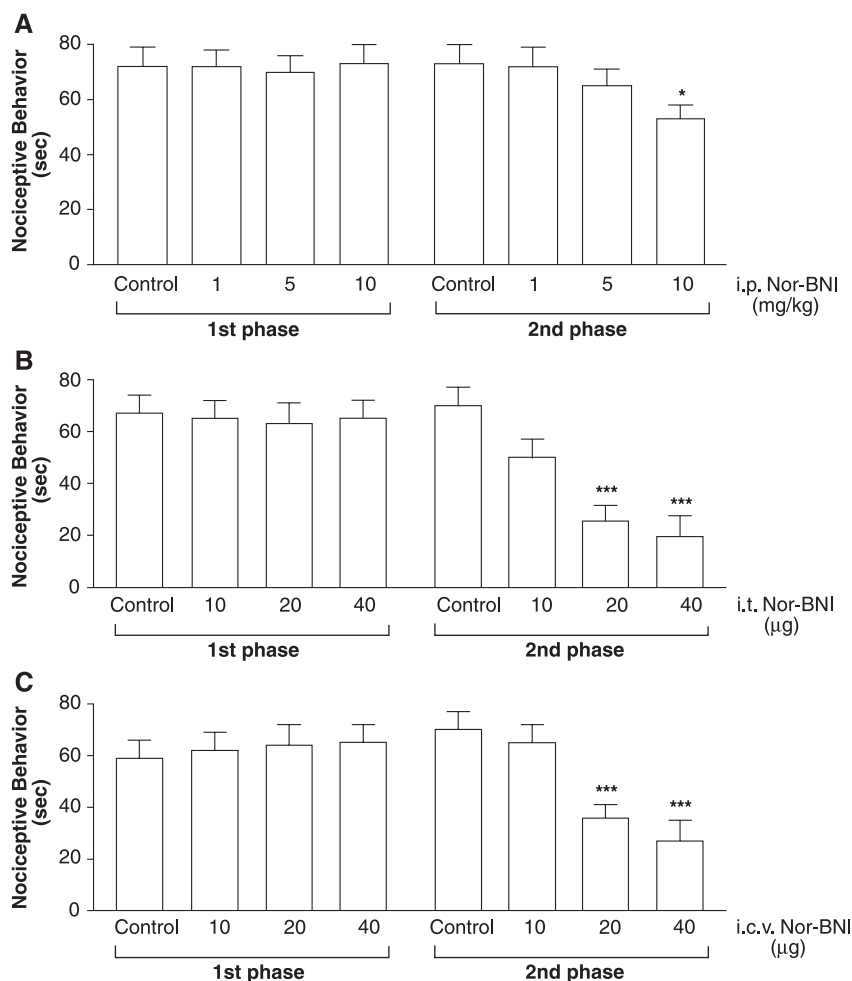 A
Nociceptive Behavior
(sec)
80
60
40
20
0
*
Control 1 5 10 Control 1 5 10 i.p. Nor-BNI
(mg/kg)
1st phase 2nd phase
B
Nociceptive Behavior
(sec)
80
60
40
20
0
*** ***
Control 10 20 40 Control 10 20 40 i.t. Nor-BNI
(μg)
1st phase 2nd phase
C
Nociceptive Behavior
(sec)
80
60
40
20
0
*** ***
Control 10 20 40 Control 10 20 40 i.c.v. Nor-BNI
(μg)
1st phase 2nd phase